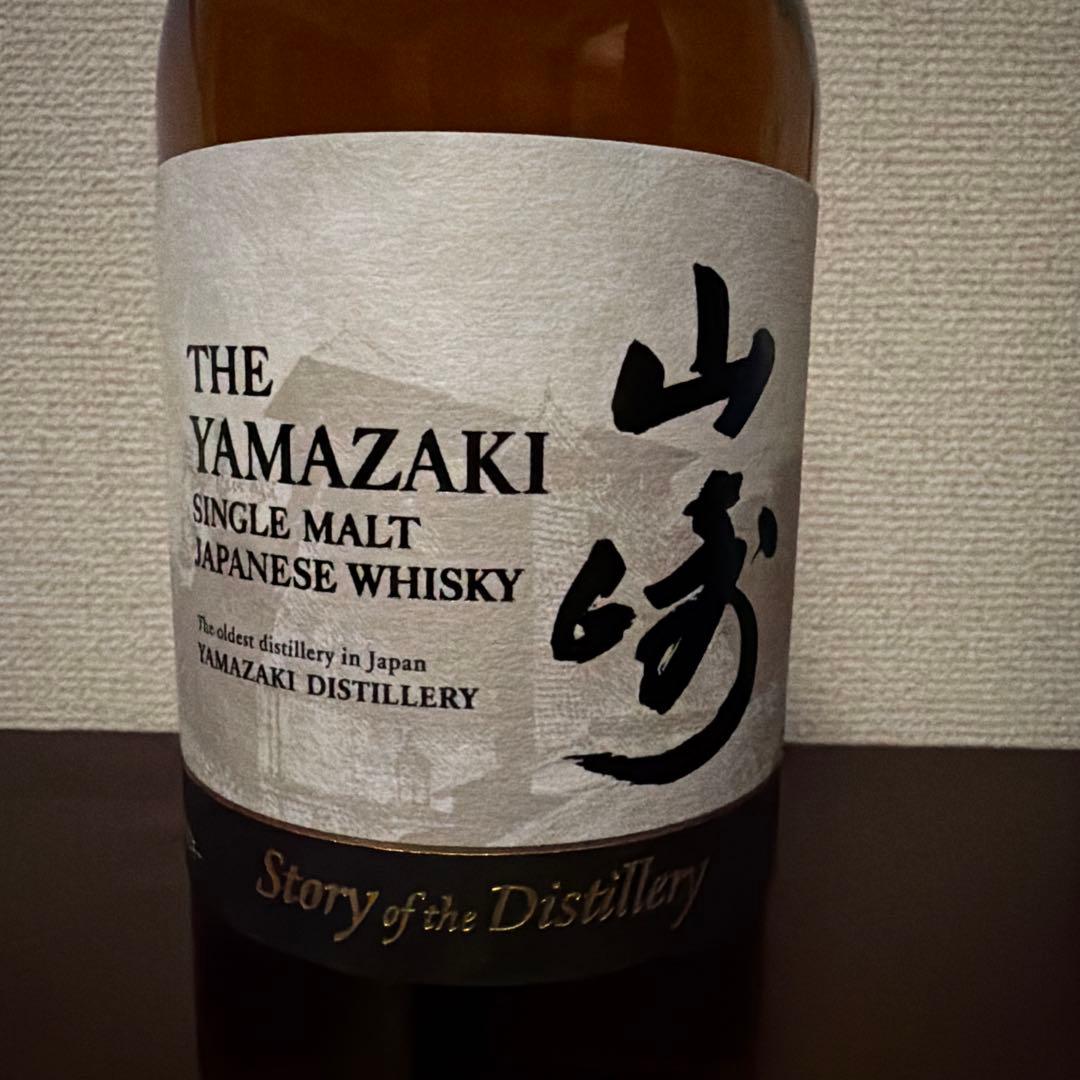 THE
YAMAZAKI
SINGLE MALT
JAPANESE WHISKY
The oldest distillery in Japan
YAMAZAKI DISTILLERY
山崎
Story of the Distillery